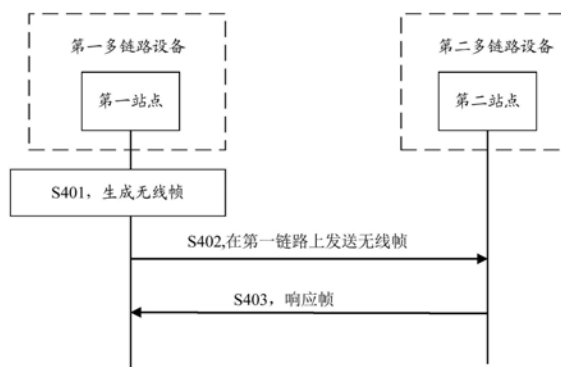 第一多链路设备
第二多链路设备
第一站点
第二站点
S401，生成无线帧
S402,在第一链路上发送无线帧
S403，响应帧